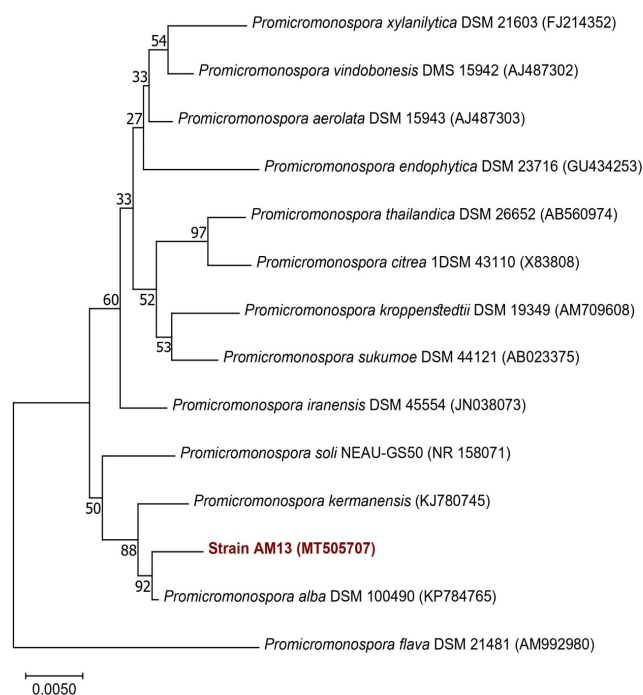 Promicromonospora xylanilytica DSM 21603 (FJ214352)
54
Promicromonospora vindobonesis DMS 15942 (AJ487302)
33
Promicromonospora aerolata DSM 15943 (AJ487303)
27
Promicromonospora endophytica DSM 23716 (GU434253)
33
Promicromonospora thailandica DSM 26652 (AB560974)
97
Promicromonospora citrea 1DSM 43110 (X83808)
60
52
Promicromonospora kroppenstedtii DSM 19349 (AM709608)
53
Promicromonospora sukumoe DSM 44121 (AB023375)
Promicromonospora iranensis DSM 45554 (JN038073)
Promicromonospora soli NEAU-GS50 (NR 158071)
50
Promicromonospora kermanensis (KJ780745)
88
Strain AM13 (MT505707)
92
Promicromonospora alba DSM 100490 (KP784765)
Promicromonospora flava DSM 21481 (AM992980)
0.0050